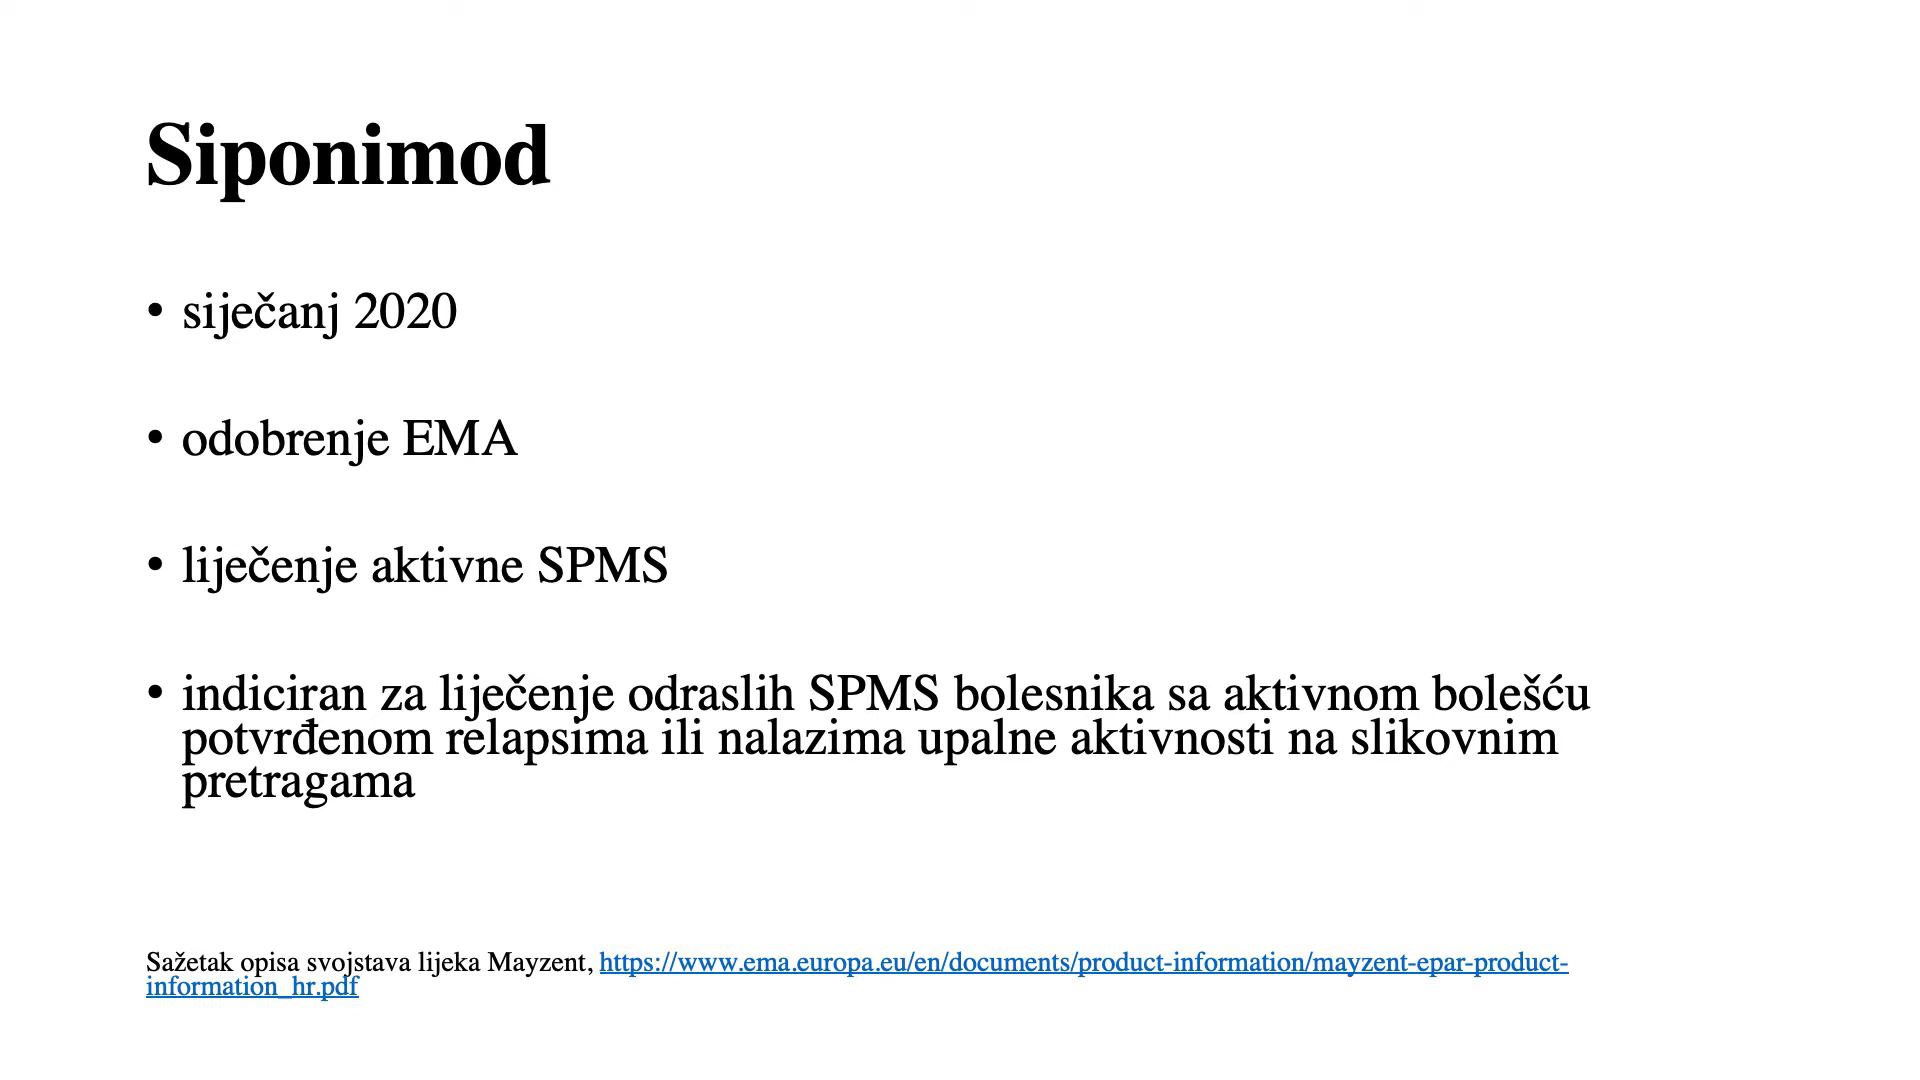 Siponimod
• siječanj 2020
• odobrenje EMA
• liječenje aktivne SPMS
• indiciran za liječenje odraslih SPMS bolesnika sa aktivnom bolešću
potvrđenom relapsima ili nalazima upalne aktivnosti na slikovnim
pretragama
Sažetak opisa svojstava lijeka Mayzent, https://www.ema.europa.eu/en/documents/product-information/mayzent-epar-product-
information_hr.pdf